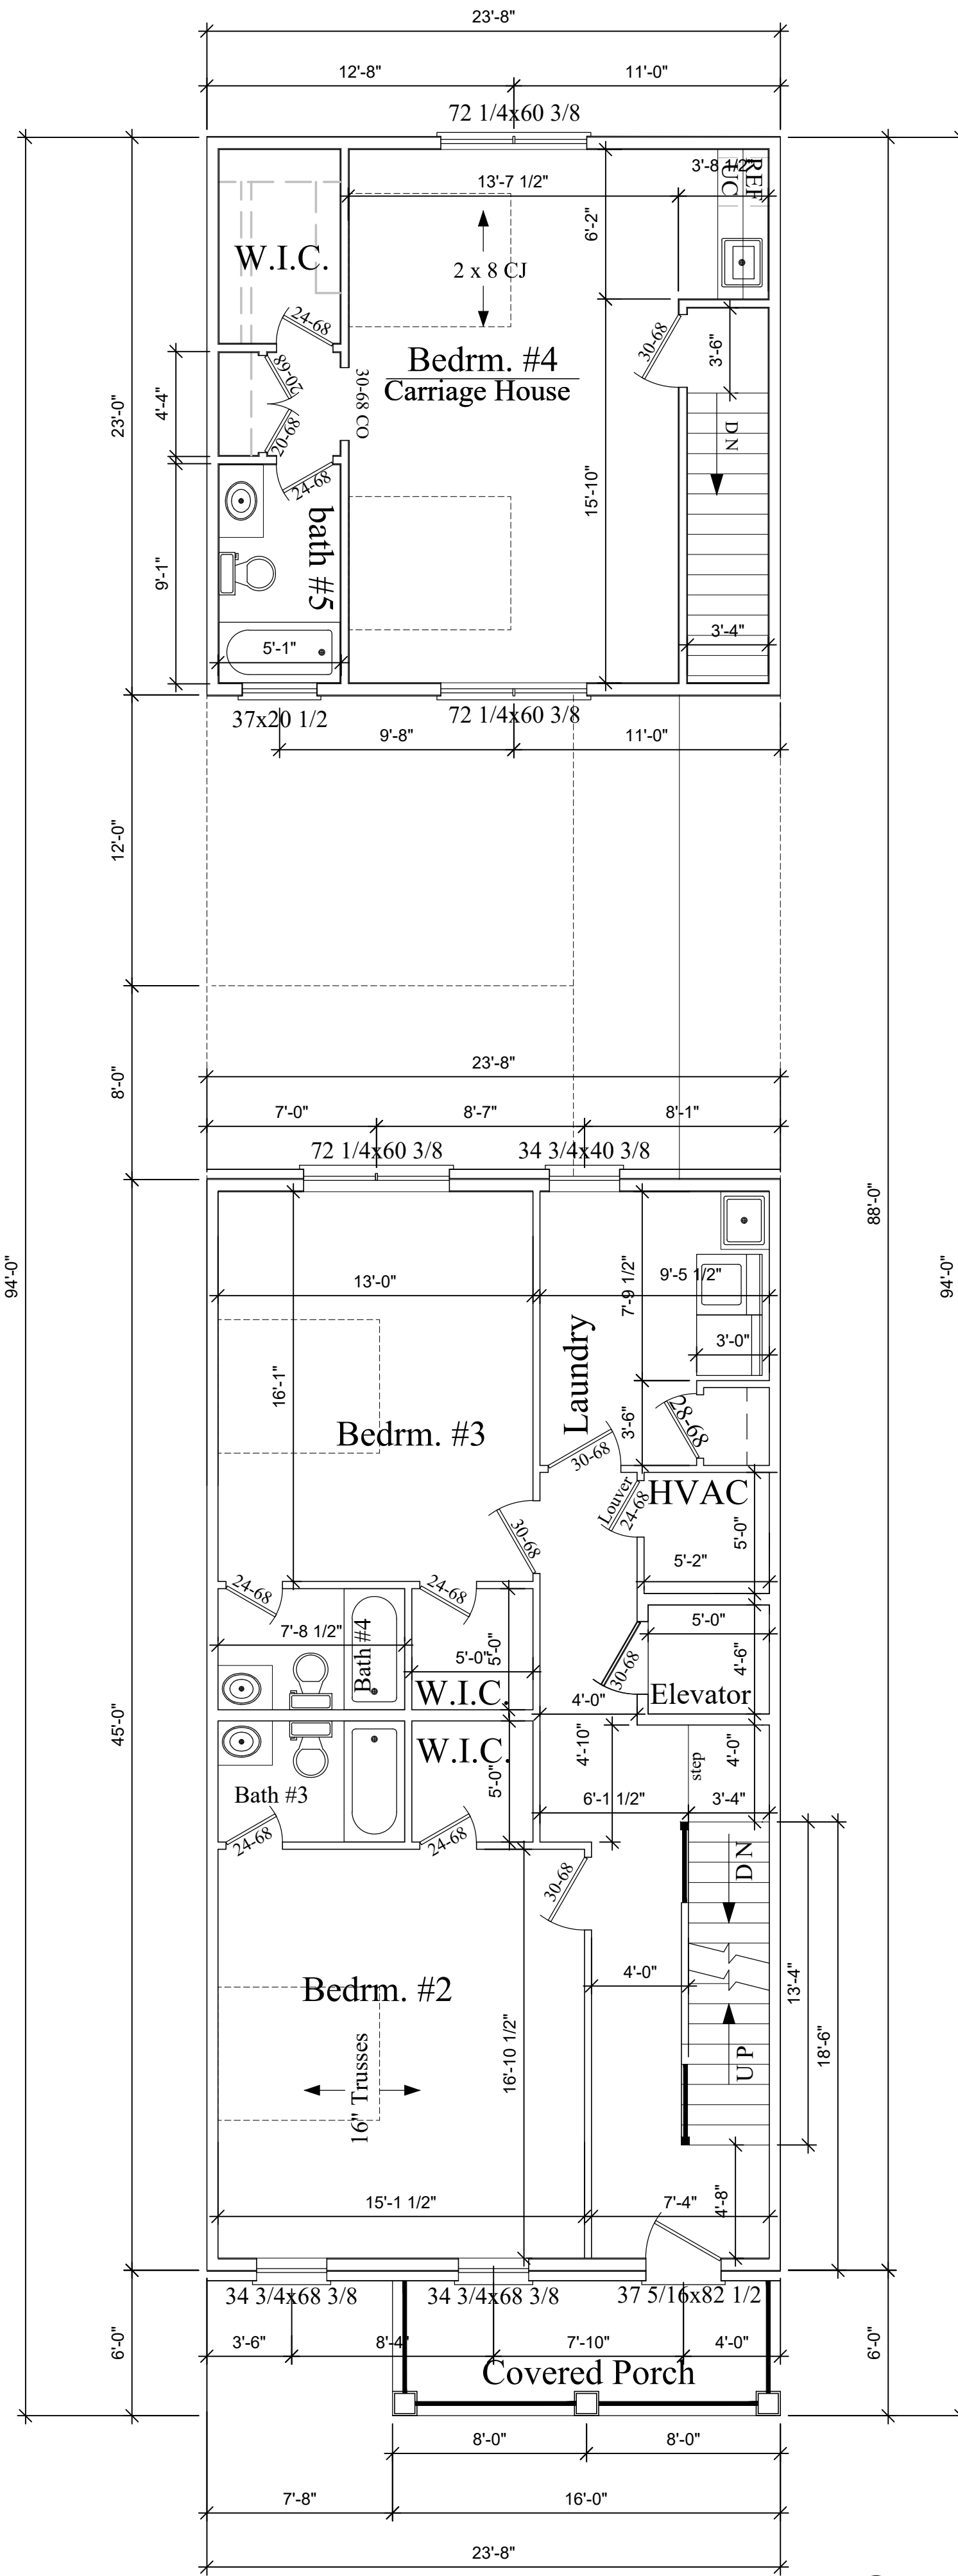 23'-8"
12'-8"
11'-0"
72 1/4x60 3/8
3'-8 1/2"
REF
UC
13'-7 1/2"
6'-2"
W.I.C.
2 x 8 CJ
24-68
30-68
3'-6"
Bedrm. #4
Carriage House
20-68
30-68 CO
23'-0"
4'-4"
20-68
DN
24-68
15'-10"
bath #5
9'-1"
5'-1"
3'-4"
37x20 1/2
72 1/4x60 3/8
9'-8"
11'-0"
12'-0"
23'-8"
8'-0"
7'-0"
8'-7"
8'-1"
72 1/4x60 3/8
34 3/4x40 3/8
88'-0"
94'-0"
94'-0"
13'-0"
7'-9 1/2"
9'-5 1/2"
3'-0"
16'-1"
Laundry
Bedrm. #3
3'-6"
28-68
30-68
Louver
24-68
HVAC
30-68
5'-0"
5'-2"
24-68
24-68
7'-8 1/2"
Bath #4
5'-0"
5'-0"
5'-0"
4'-6"
30-68
W.I.C.
4'-0"
Elevator
45'-0"
W.I.C.
4'-10"
step
4'-0"
5'-0"
Bath #3
6'-1 1/2"
3'-4"
24-68
24-68
30-68
DN
Bedrm. #2
4'-0"
13'-4"
18'-6"
16'-10 1/2"
16" Trusses
UP
15'-1 1/2"
7'-4"
4'-8"
34 3/4x68 3/8
34 3/4x68 3/8
37 5/16x82 1/2
6'-0"
3'-6"
8'-4"
7'-10"
4'-0"
6'-0"
Covered Porch
8'-0"
8'-0"
7'-8"
16'-0"
23'-8"